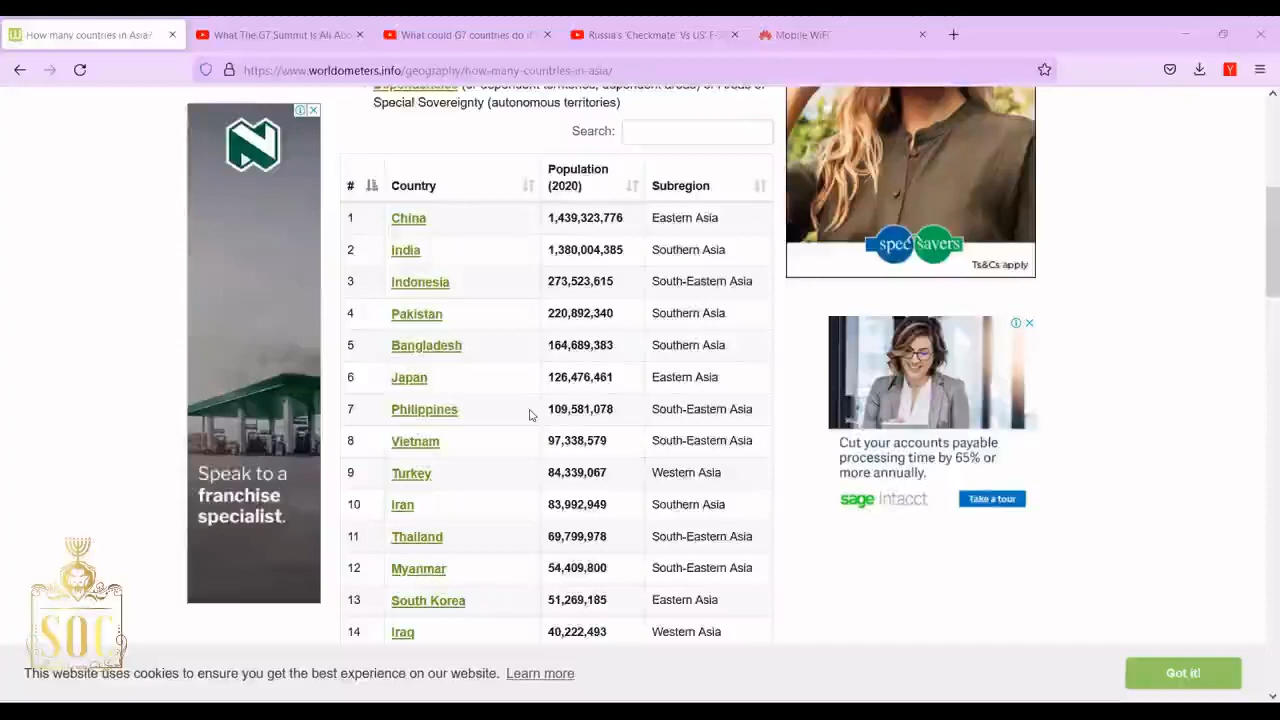 How many countries in Asia?
What The G7 Summit Is All Abo
What could G7 countries do if
Russia's 'Checkmate' Vs US' F-
Mobile WiFi
https://www.worldometers.info/geography/how-many-countries-in-asia/
Dependencies (or dependent territories, dependent areas) or Areas of
Special Sovereignty (autonomous territories)
Search:
# Country Population (2020) Subregion
1 China 1,439,323,776 Eastern Asia
2 India 1,380,004,385 Southern Asia
3 Indonesia 273,523,615 South-Eastern Asia
4 Pakistan 220,892,340 Southern Asia
5 Bangladesh 164,689,383 Southern Asia
6 Japan 126,476,461 Eastern Asia
7 Philippines 109,581,078 South-Eastern Asia
8 Vietnam 97,338,579 South-Eastern Asia
9 Turkey 84,339,067 Western Asia
10 Iran 83,992,949 Southern Asia
11 Thailand 69,799,978 South-Eastern Asia
12 Myanmar 54,409,800 South-Eastern Asia
13 South Korea 51,269,185 Eastern Asia
14 Iraq 40,222,493 Western Asia
N
Speak to a
franchise
specialist.
specsavers
Ts&Cs apply
Cut your accounts payable
processing time by 65% or
more annually.
sage Intacct
Take a tour
SOC
This website uses cookies to ensure you get the best experience on our website. Learn more
Got it!